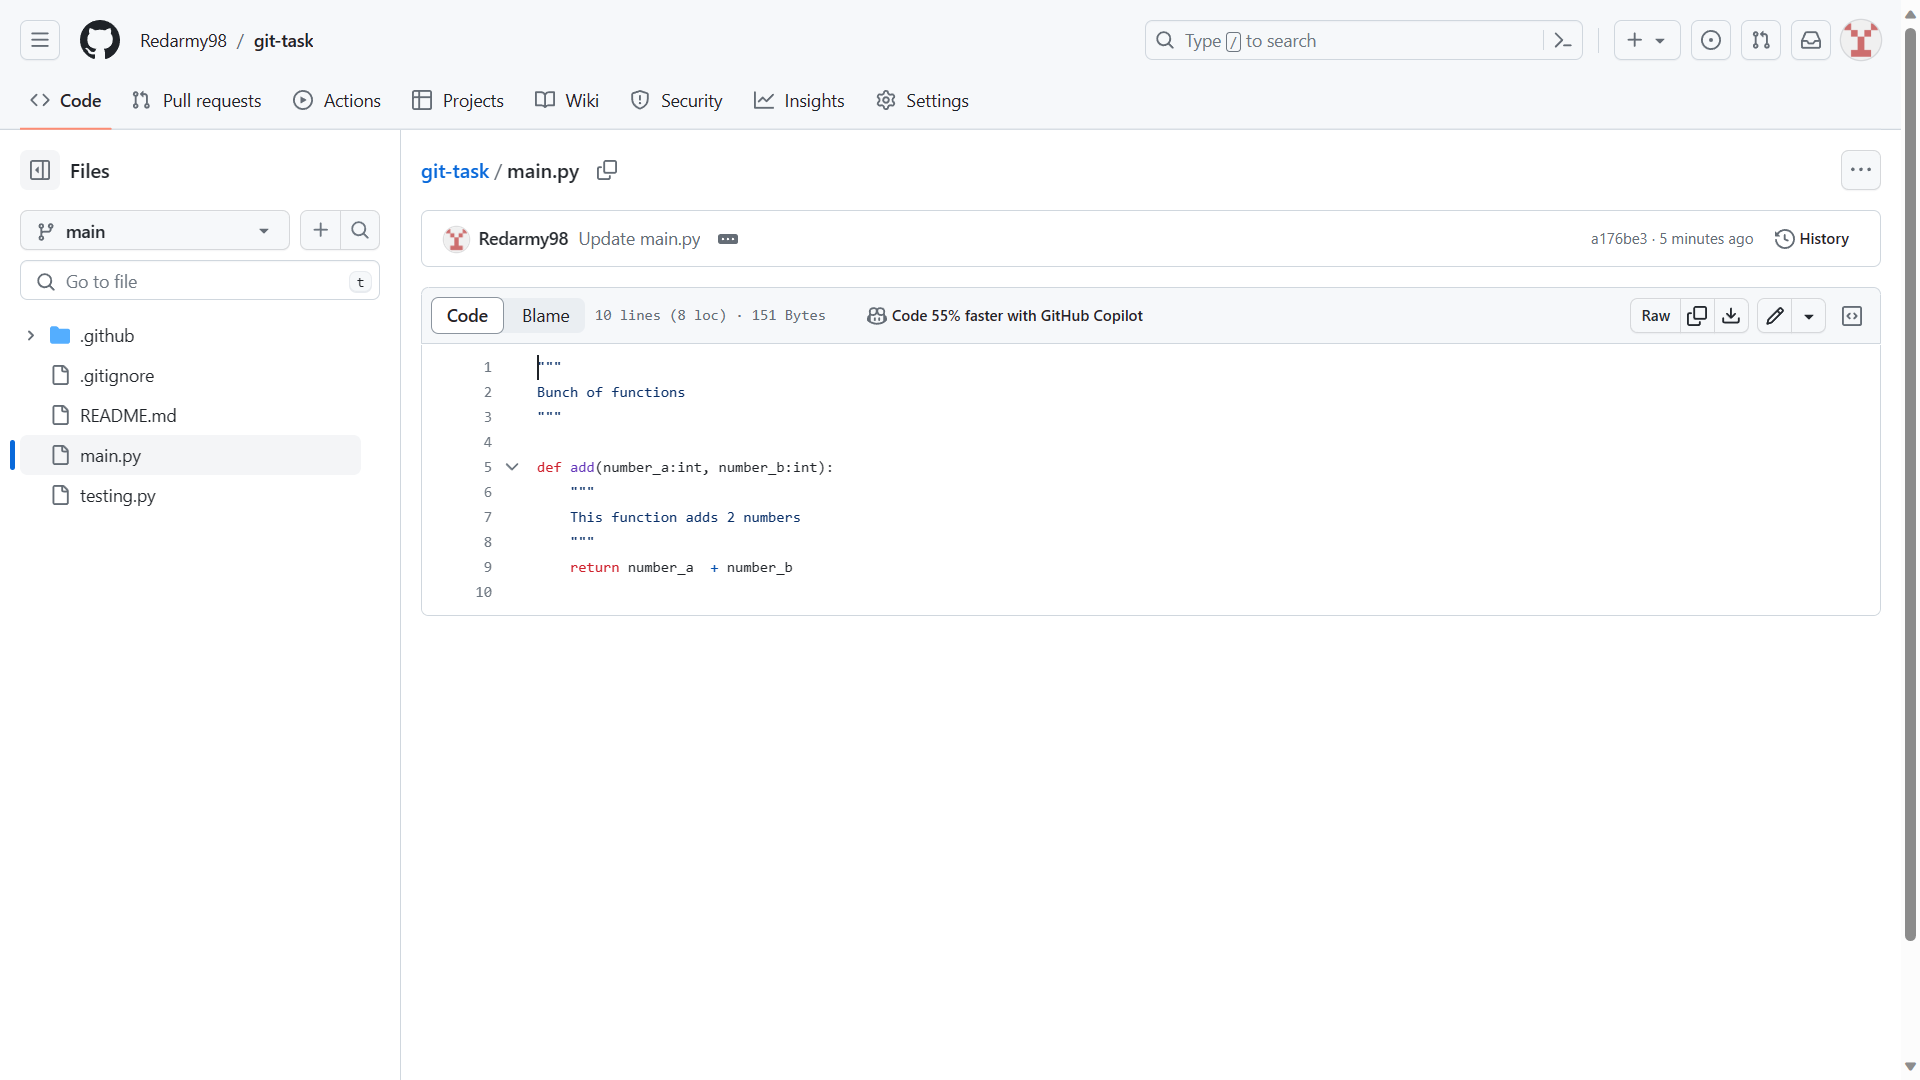 Redarmy98 / git-task
Type / to search
Code
Pull requests
Actions
Projects
Wiki
Security
Insights
Settings
Files
main
Go to file
t
.github
.gitignore
README.md
main.py
testing.py
git-task / main.py
Redarmy98 Update main.py
a176be3 · 5 minutes ago
History
Code
Blame
10 lines (8 loc) · 151 Bytes
Code 55% faster with GitHub Copilot
Raw
1 """
2 Bunch of functions
3 """
4
5 def add(number_a:int, number_b:int):
6     """
7     This function adds 2 numbers
8     """
9     return number_a  + number_b
10